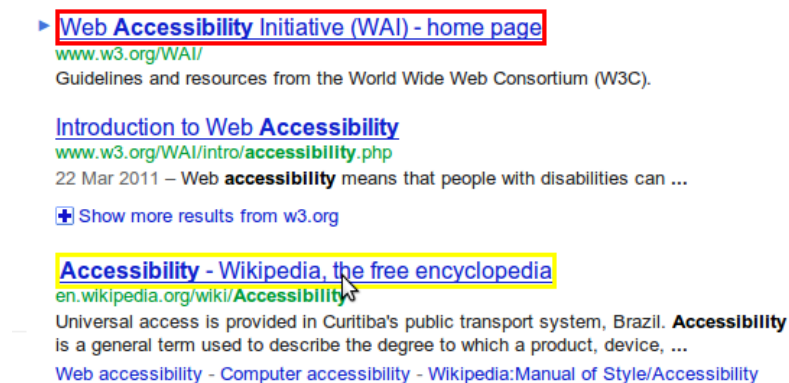 Web Accessibility Initiative (WAI) - home page
www.w3.org/WAI/
Guidelines and resources from the World Wide Web Consortium (W3C).
Introduction to Web Accessibility
www.w3.org/WAI/intro/accessibility.php
22 Mar 2011 – Web accessibility means that people with disabilities can ...
Show more results from w3.org
Accessibility - Wikipedia, the free encyclopedia
en.wikipedia.org/wiki/Accessibility
Universal access is provided in Curitiba's public transport system, Brazil. Accessibility
is a general term used to describe the degree to which a product, device, ...
Web accessibility - Computer accessibility - Wikipedia:Manual of Style/Accessibility